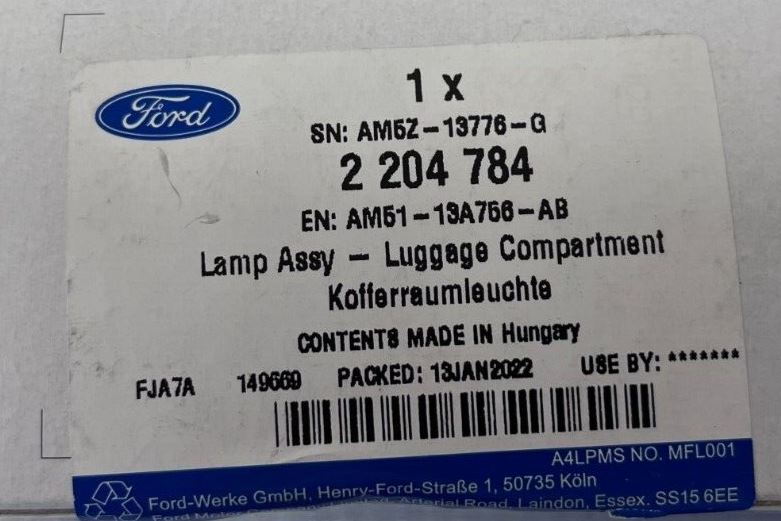 Ford
1 x
SN: AM5Z-13776-G
2 204 784
EN: AM51-13A756-AB
Lamp Assy - Luggage Compartment
Kofferraumleuchte
CONTENTS MADE IN Hungary
FJA7A 149669 PACKED: 13JAN2022 USE BY: *******
A4LPMS NO. MFL001
Ford-Werke GmbH, Henry-Ford-Straße 1, 50735 Köln
Ford Motor Arterial Road, Laindon, Essex. SS15 6EE